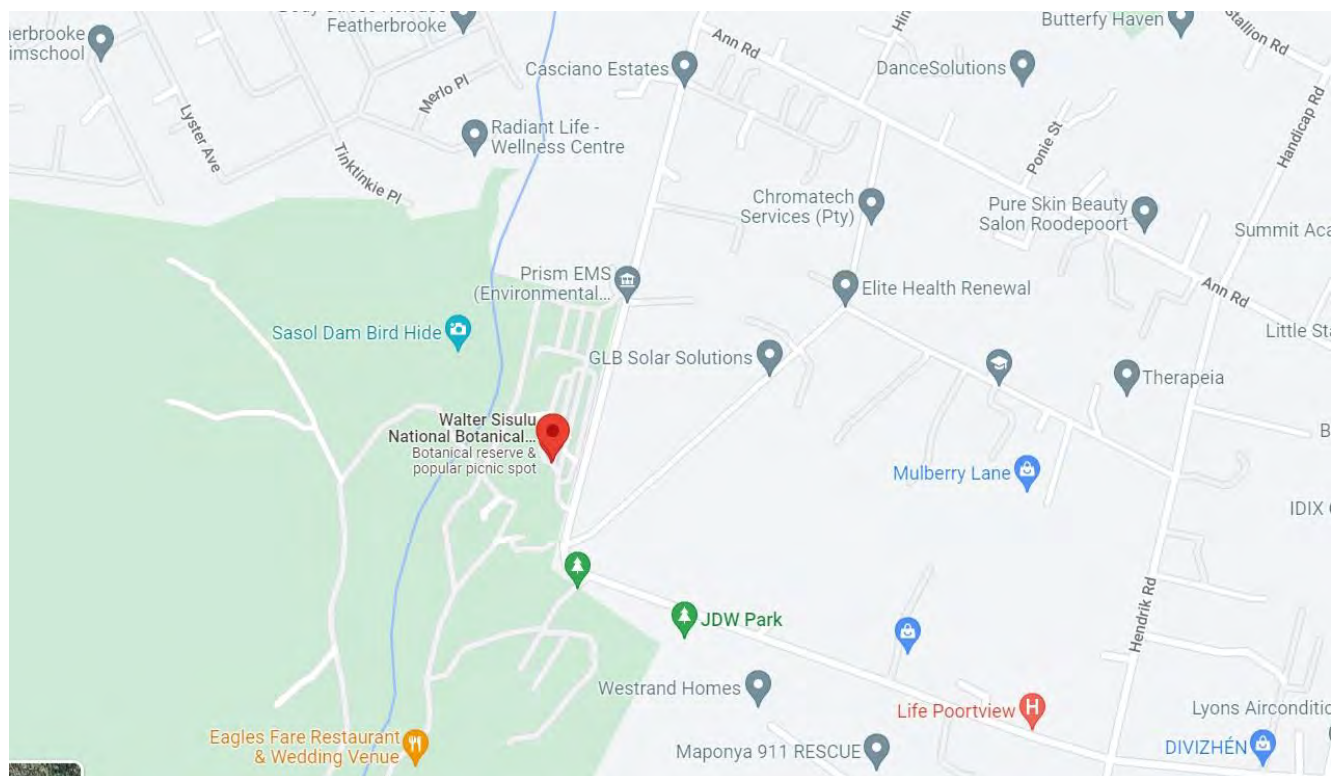 Featherbrooke
Butterfy Haven
Stallion Rd
Ann Rd
Casciano Estates
DanceSolutions
Merlo Pl
Handicap Rd
Lyster Ave
Radiant Life -
Wellness Centre
Ponie St
Tinktinkie Pl
Chromatech
Services (Pty)
Pure Skin Beauty
Salon Roodepoort
Summit Aca
Prism EMS
(Environmental...
Elite Health Renewal
Ann Rd
Sasol Dam Bird Hide
Little Sta
GLB Solar Solutions
Therapeia
Walter Sisulu
National Botanical...
Botanical reserve &
popular picnic spot
Mulberry Lane
IDIX
Hendrik Rd
JDW Park
Westrand Homes
Life Poortview
H
Lyons Airconditic
Eagles Fare Restaurant
& Wedding Venue
Maponya 911 RESCUE
DIVIZHÉN